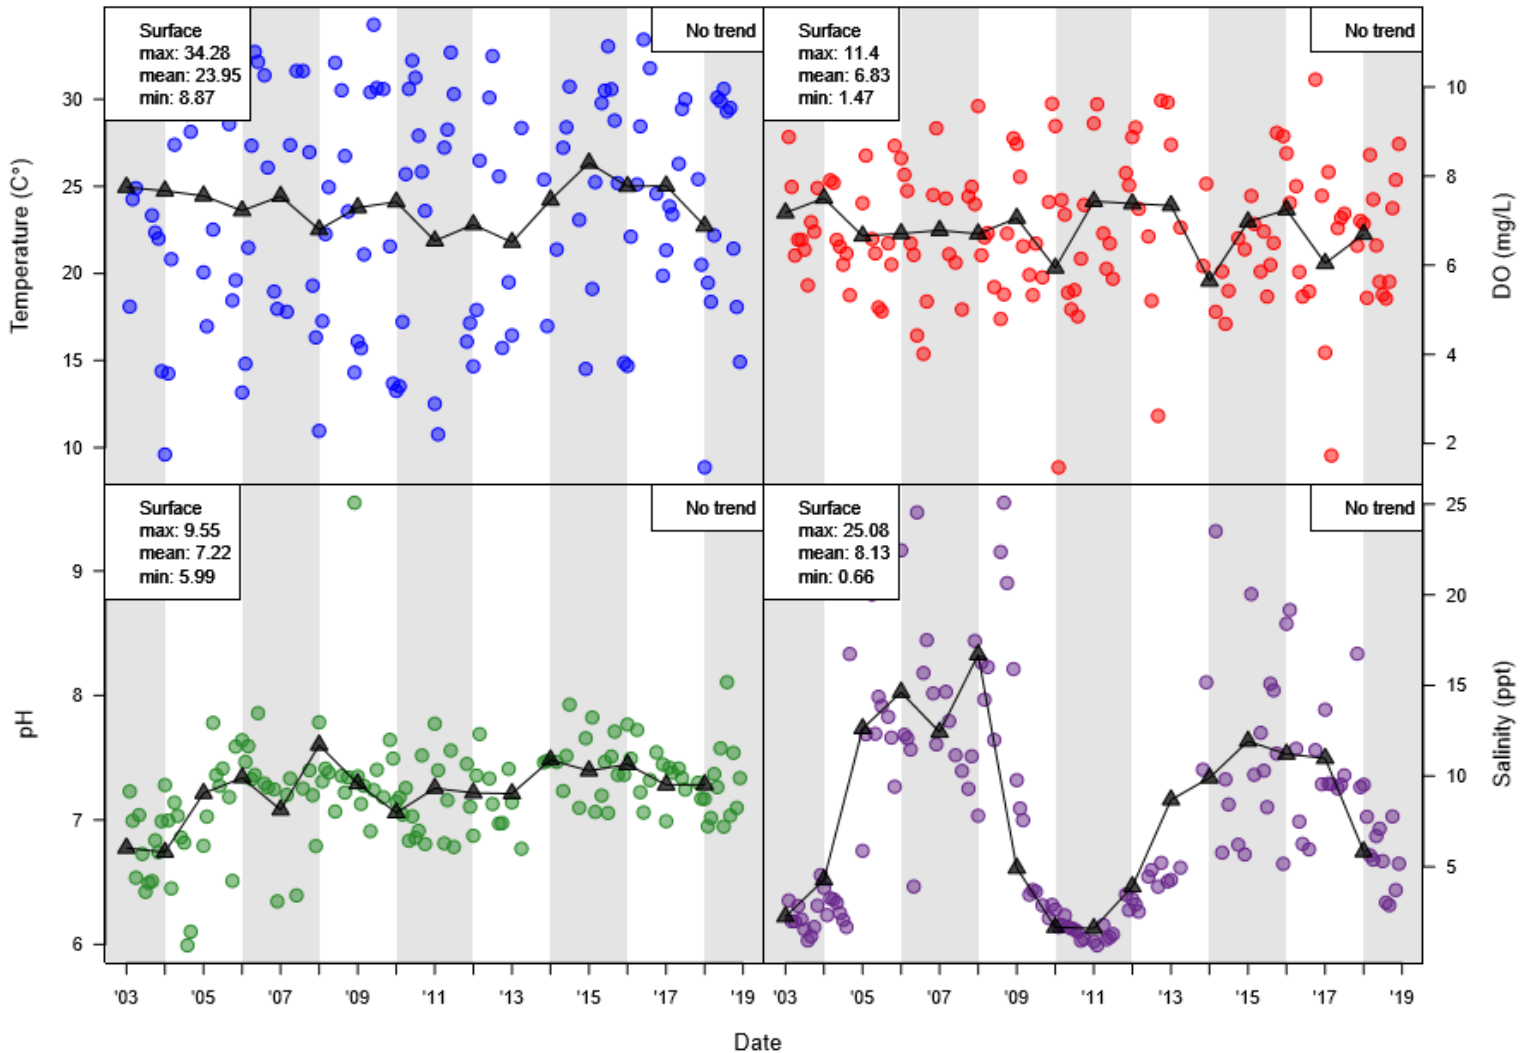 Surface
max: 34.28
mean: 23.95
min: 8.87
No trend
Surface
max: 11.4
mean: 6.83
min: 1.47
No trend
Temperature (C°)
30
25
20
15
10
10
8
6
4
2
DO (mg/L)
Surface
max: 9.55
mean: 7.22
min: 5.99
No trend
Surface
max: 25.08
mean: 8.13
min: 0.66
No trend
pH
9
8
7
6
25
20
15
10
5
Salinity (ppt)
'03 '05 '07 '09 '11 '13 '15 '17 '19
'03 '05 '07 '09 '11 '13 '15 '17 '19
Date